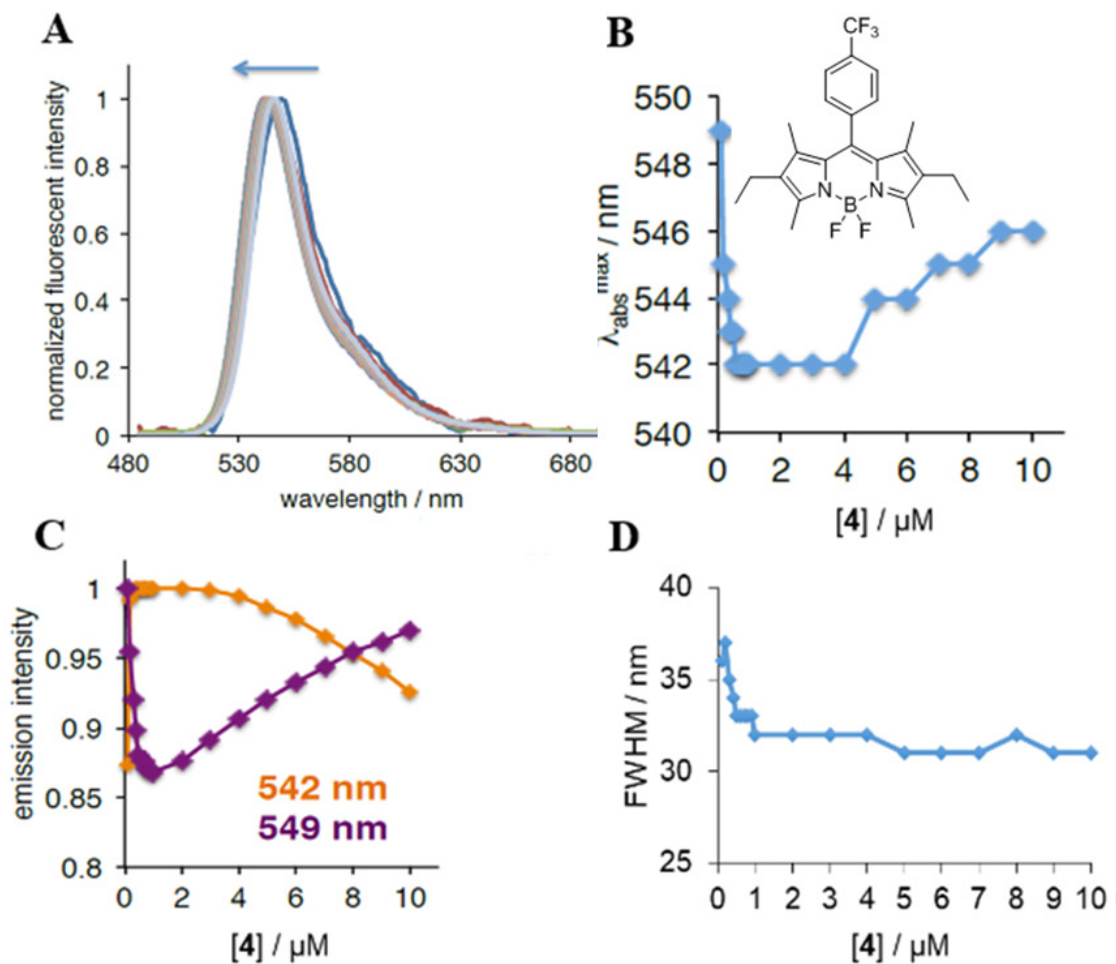 A
normalized fluorescent intensity
1
0.8
0.6
0.4
0.2
0
480
530
580
630
680
wavelength / nm
B
CF3
N
B
N
F
F
λabs max / nm
550
548
546
544
542
540
0
2
4
6
8
10
[4] / µM
C
emission intensity
1
0.95
0.9
0.85
0.8
542 nm
549 nm
0
2
4
6
8
10
[4] / µM
D
FWHM / nm
40
35
30
25
0
1
2
3
4
5
6
7
8
9
10
[4] / µM